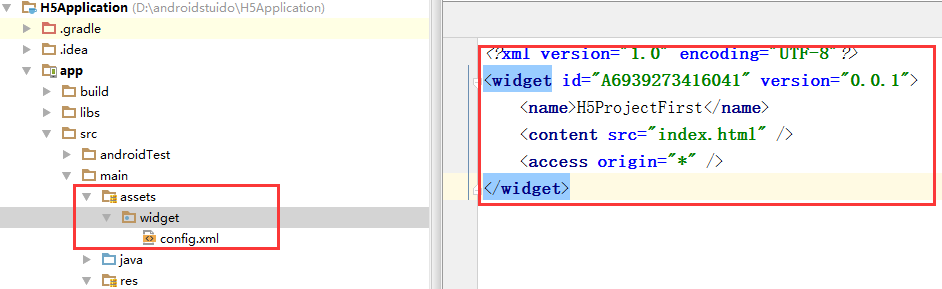 H5Application (D:\androidstuido\H5Application)
.gradle
.idea
app
build
libs
src
androidTest
main
assets
widget
config.xml
java
res
<?xml version="1.0" encoding="UTF-8"?>
<widget id="A6939273416041" version="0.0.1">
<name>H5ProjectFirst</name>
<content src="index.html" />
<access origin="*" />
</widget>